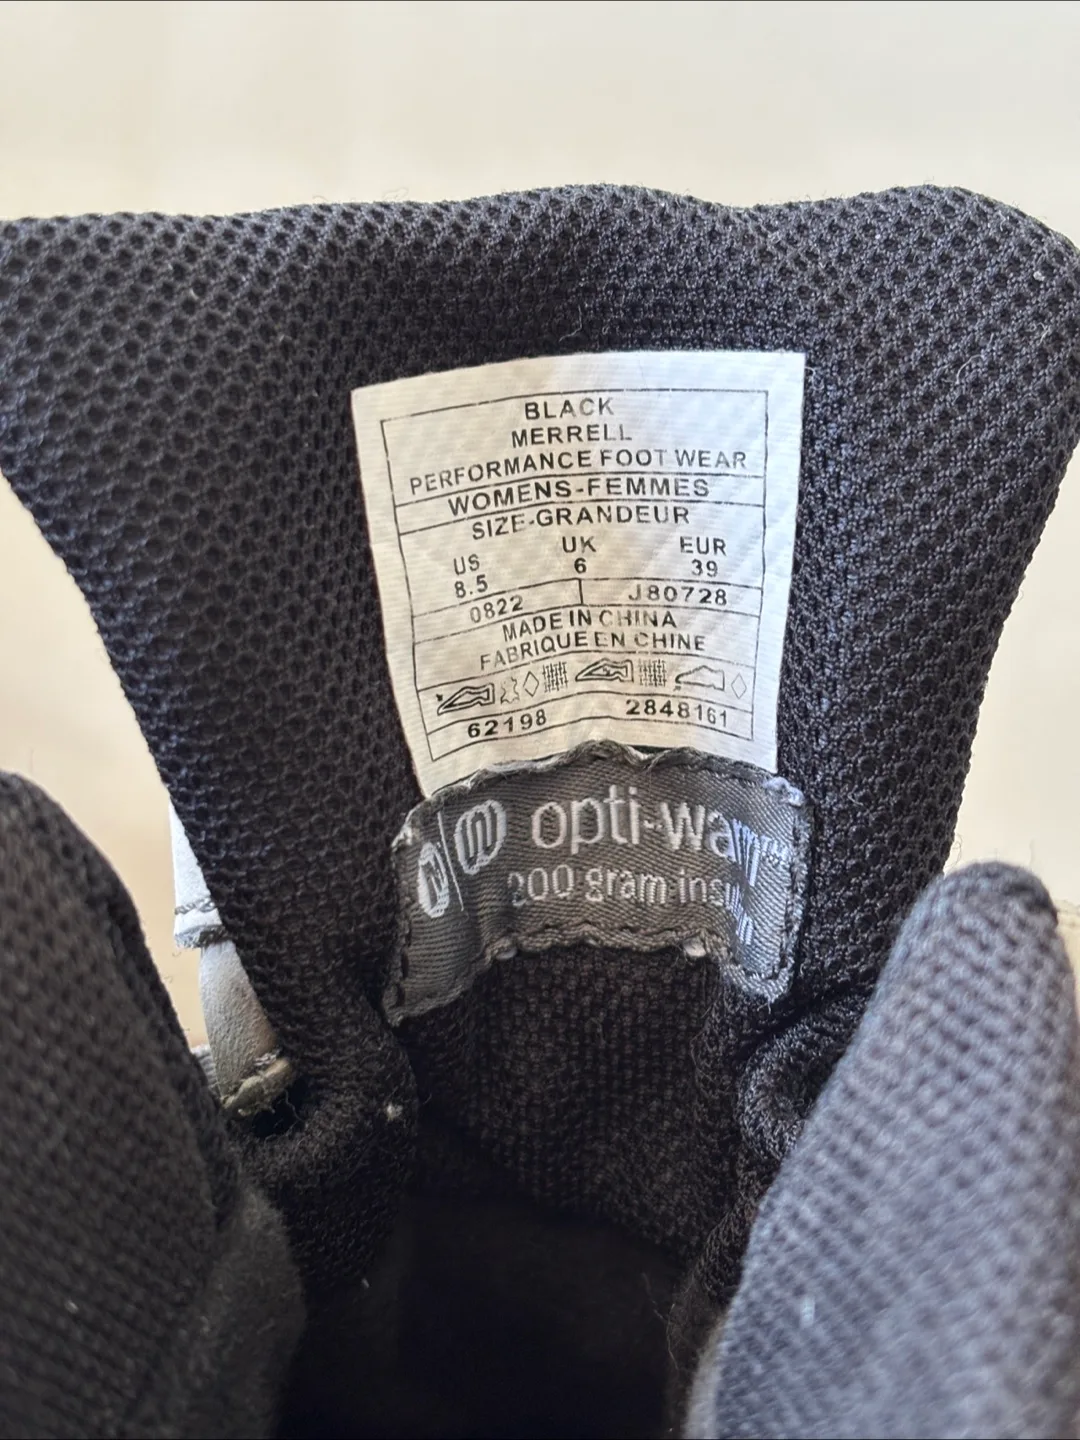 BLACK
MERRELL
PERFORMANCE FOOT WEAR
WOMENS-FEMMES
SIZE-GRANDEUR
US UK EUR
8.5 6 39
0822 J80728
MADE IN CHINA
FABRIQUE EN CHINE
62198 2848161
opti-warm
200 gram